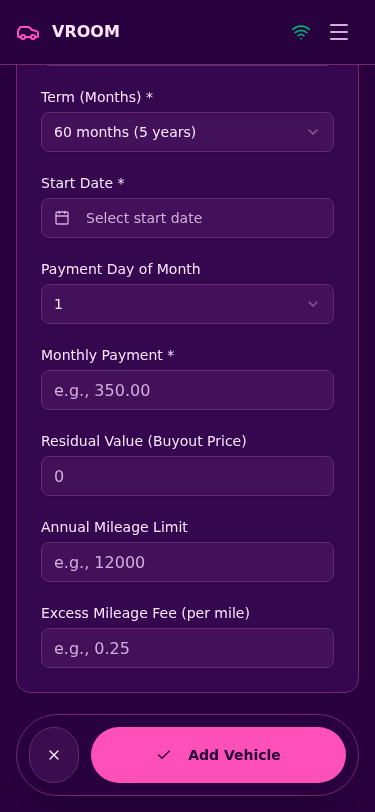 VROOM
Term (Months) *
60 months (5 years)
Start Date *
Select start date
Payment Day of Month
1
Monthly Payment *
e.g., 350.00
Residual Value (Buyout Price)
0
Annual Mileage Limit
e.g., 12000
Excess Mileage Fee (per mile)
e.g., 0.25
Add Vehicle